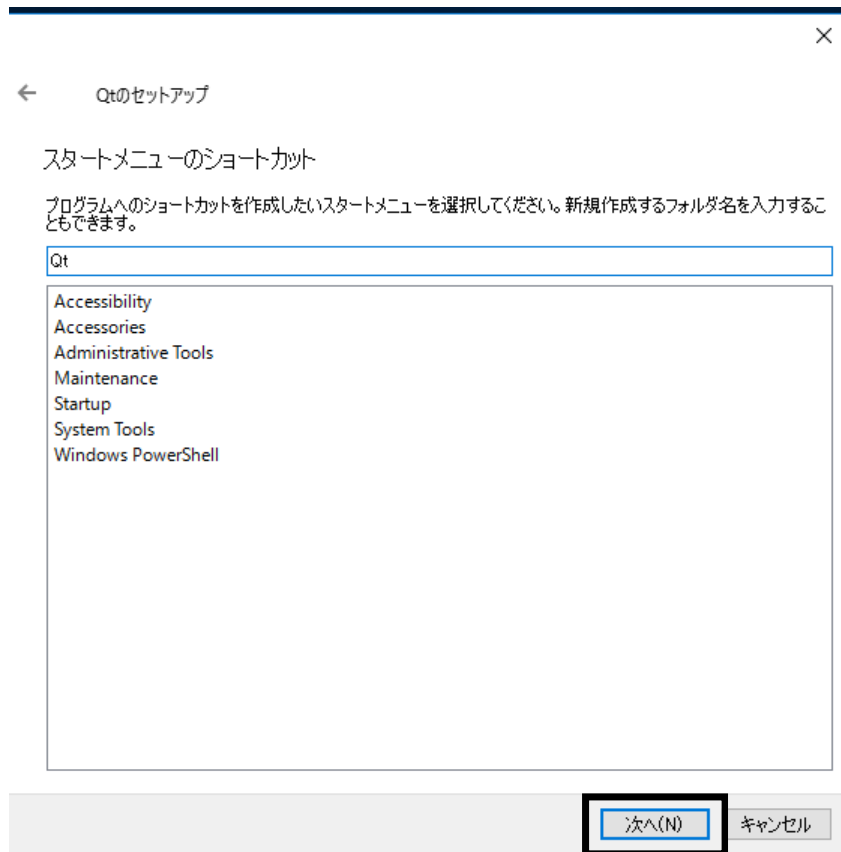 Qtのセットアップ
スタートメニューのショートカット
プログラムへのショートカットを作成したいスタートメニューを選択してください。新規作成するフォルダ名を入力するこ
ともできます。
Qt
Accessibility
Accessories
Administrative Tools
Maintenance
Startup
System Tools
Windows PowerShell
次へ(N)
キャンセル